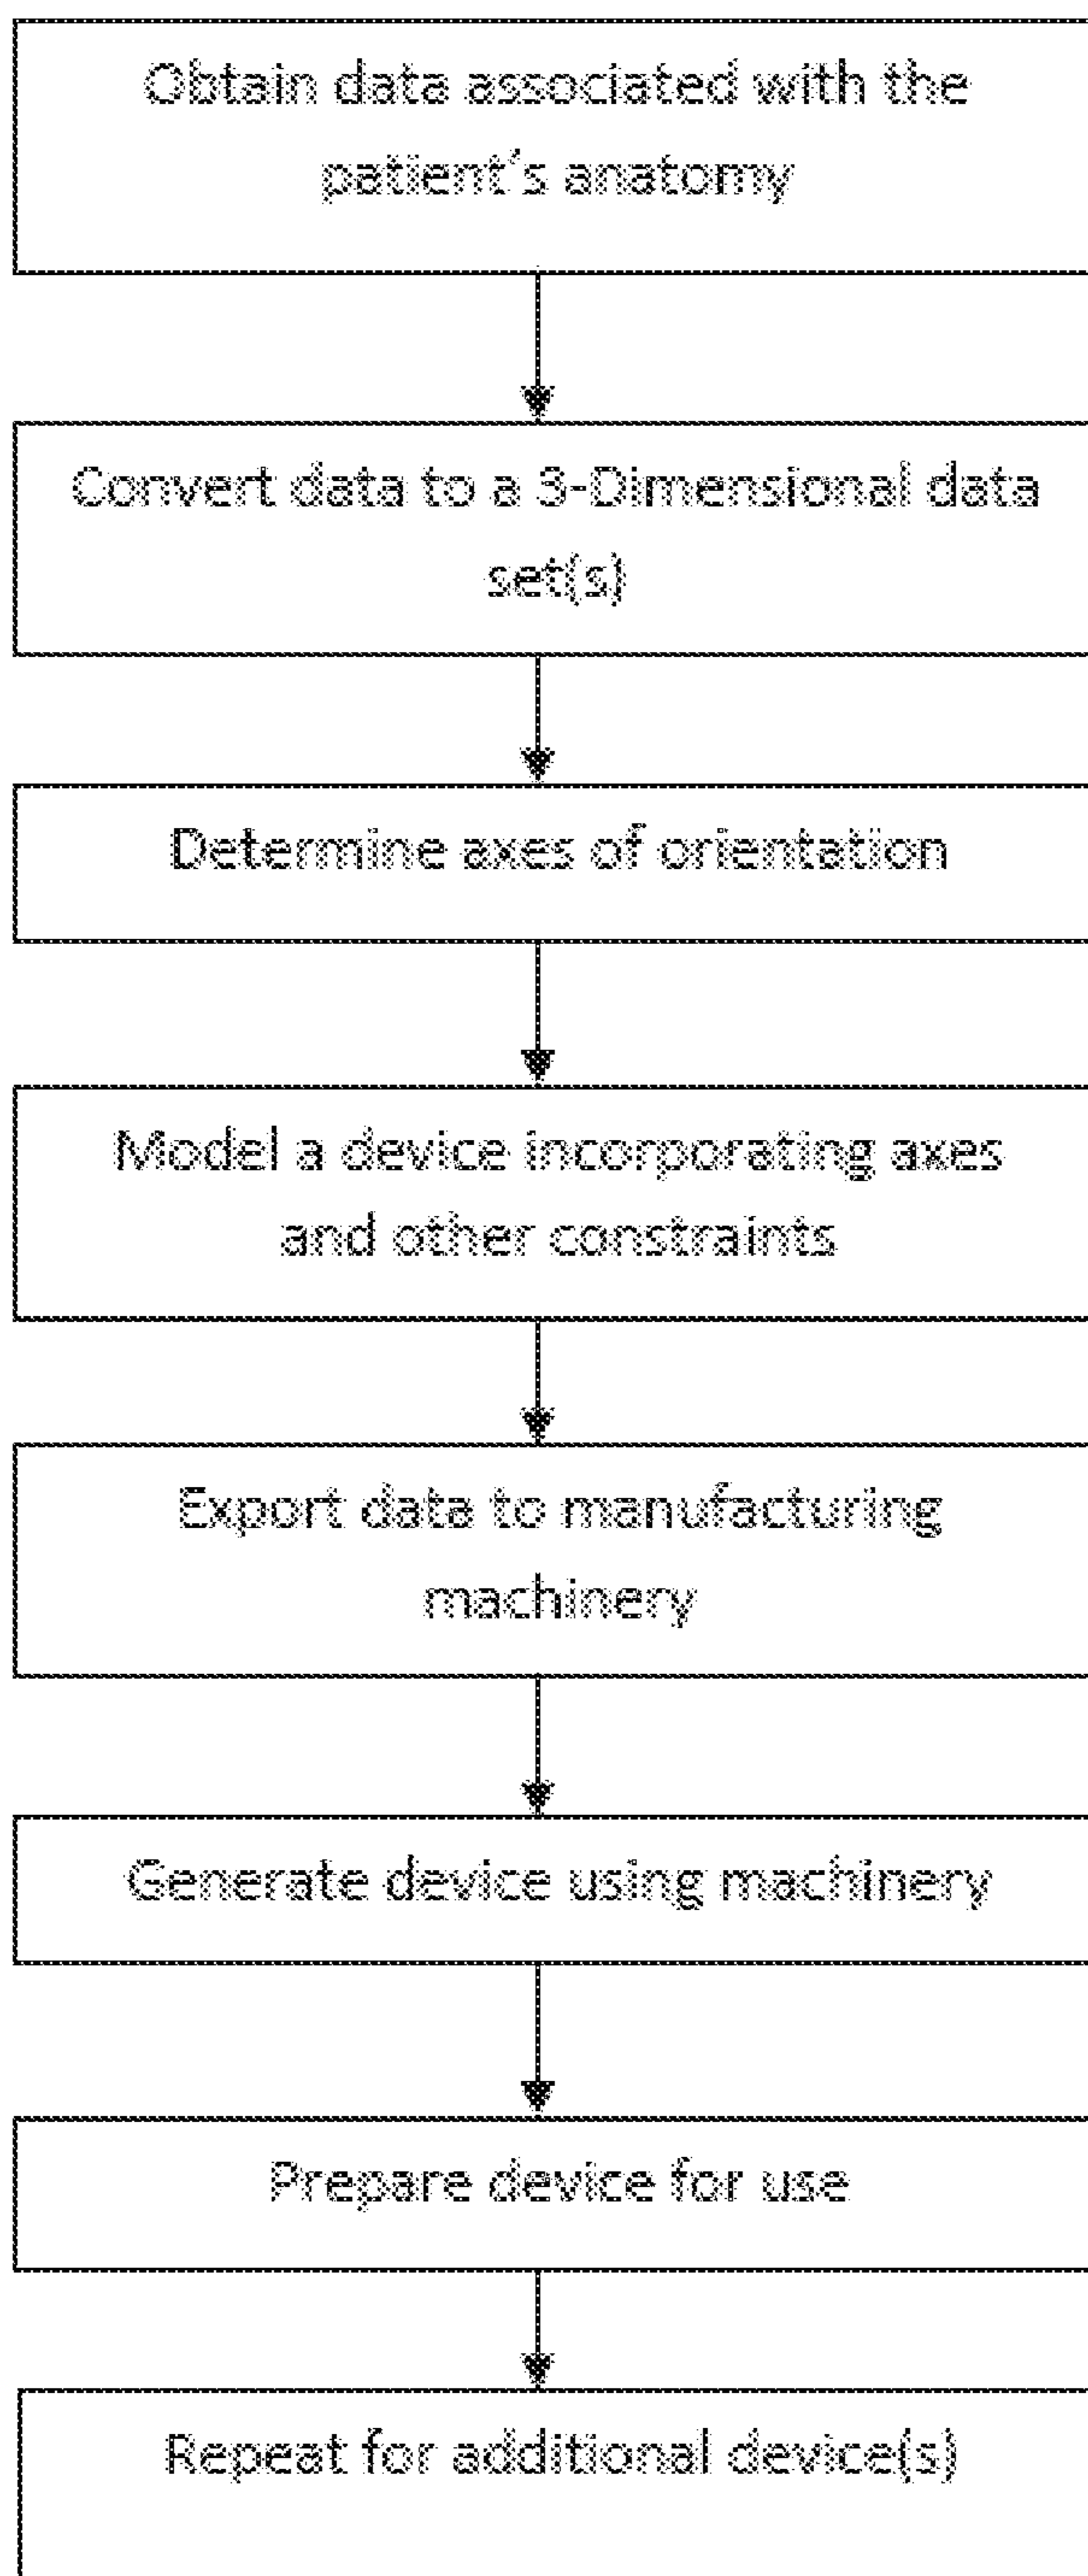 Obtain data associated with the
patient's anatomy
Convert data to a 3-Dimensional data
set(s)
Determine axes of orientation
Model a device incorporating axes
and other constraints
Export data to manufacturing
machinery
Generate device using machinery
Prepare device for use
Repeat for additional device(s)